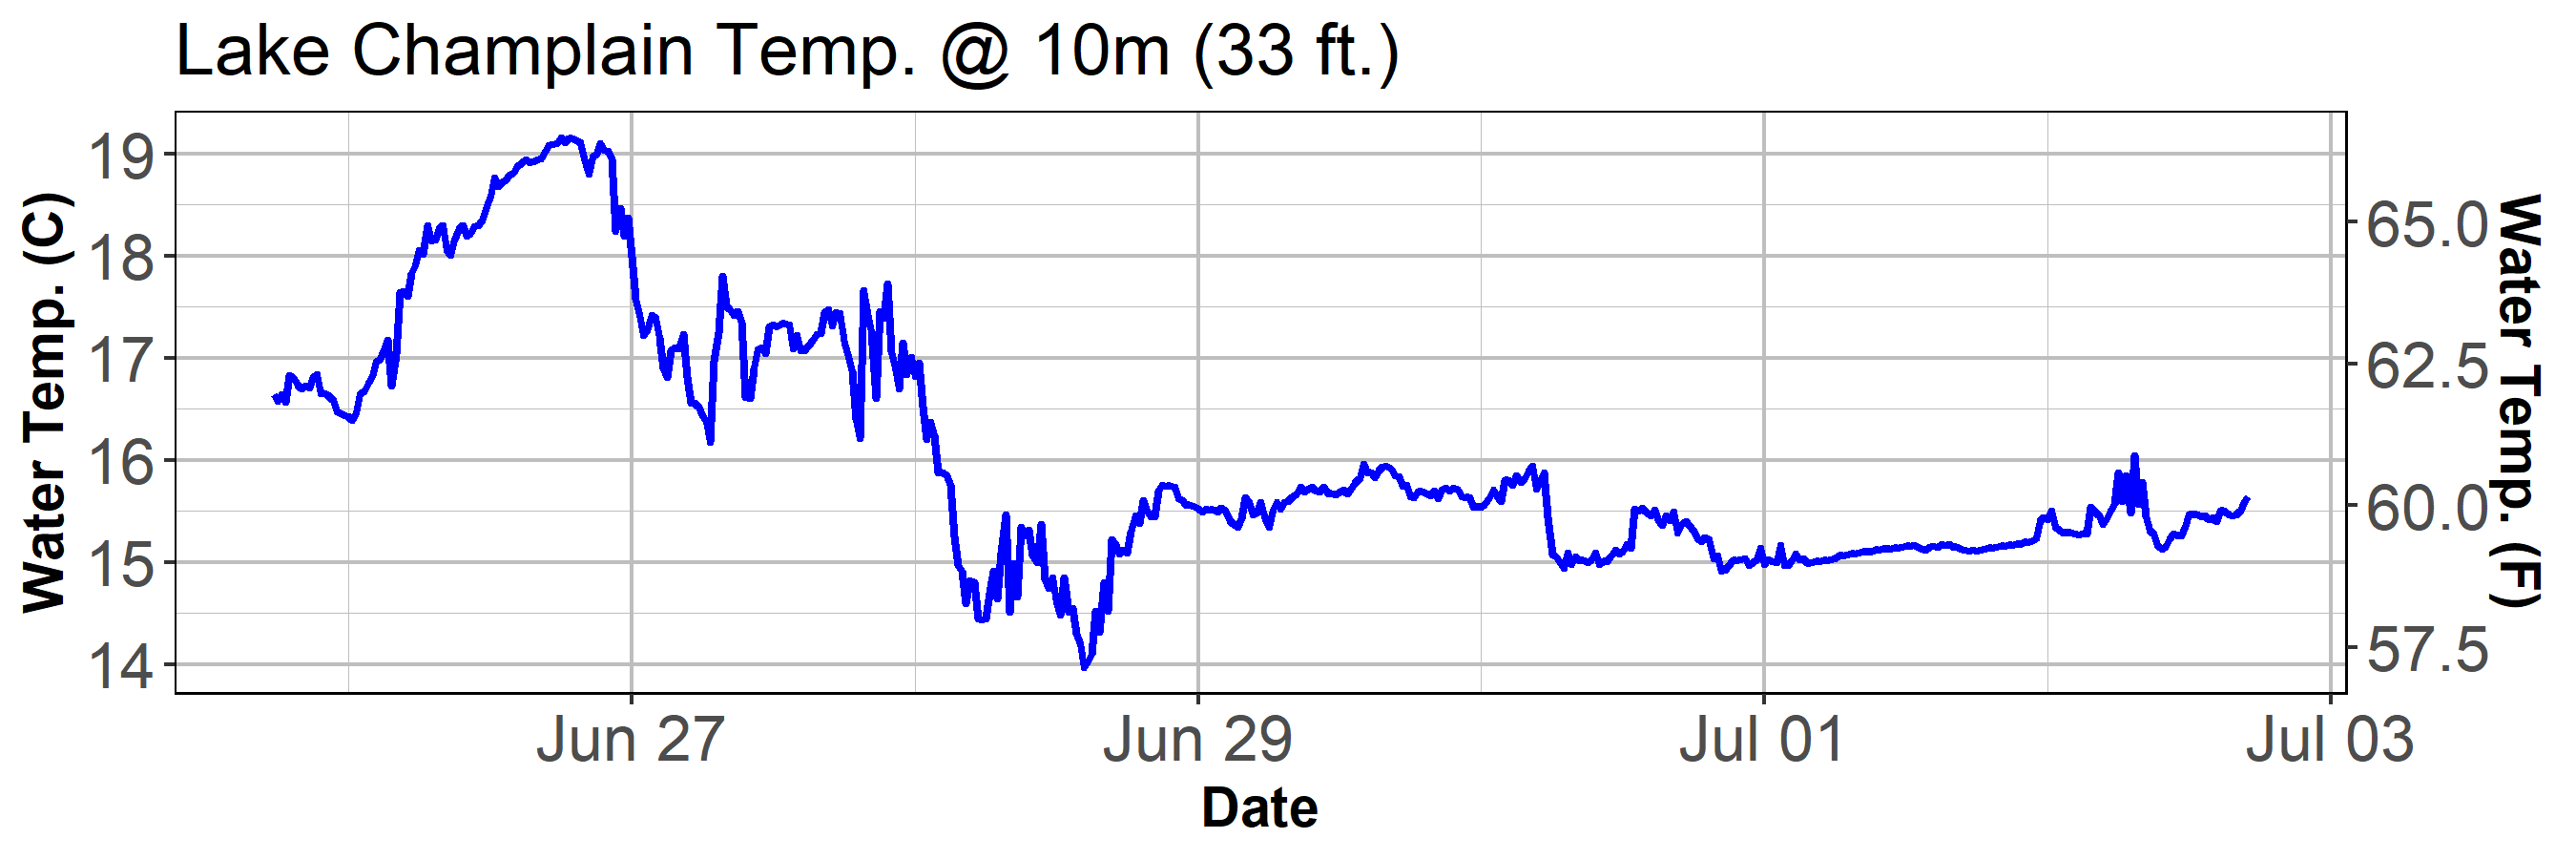 Lake Champlain Temp. @ 10m (33 ft.)
Water Temp. (C)
19
18
17
16
15
14
65.0
62.5
60.0
57.5
Water Temp. (F)
Jun 27
Jun 29
Jul 01
Jul 03
Date